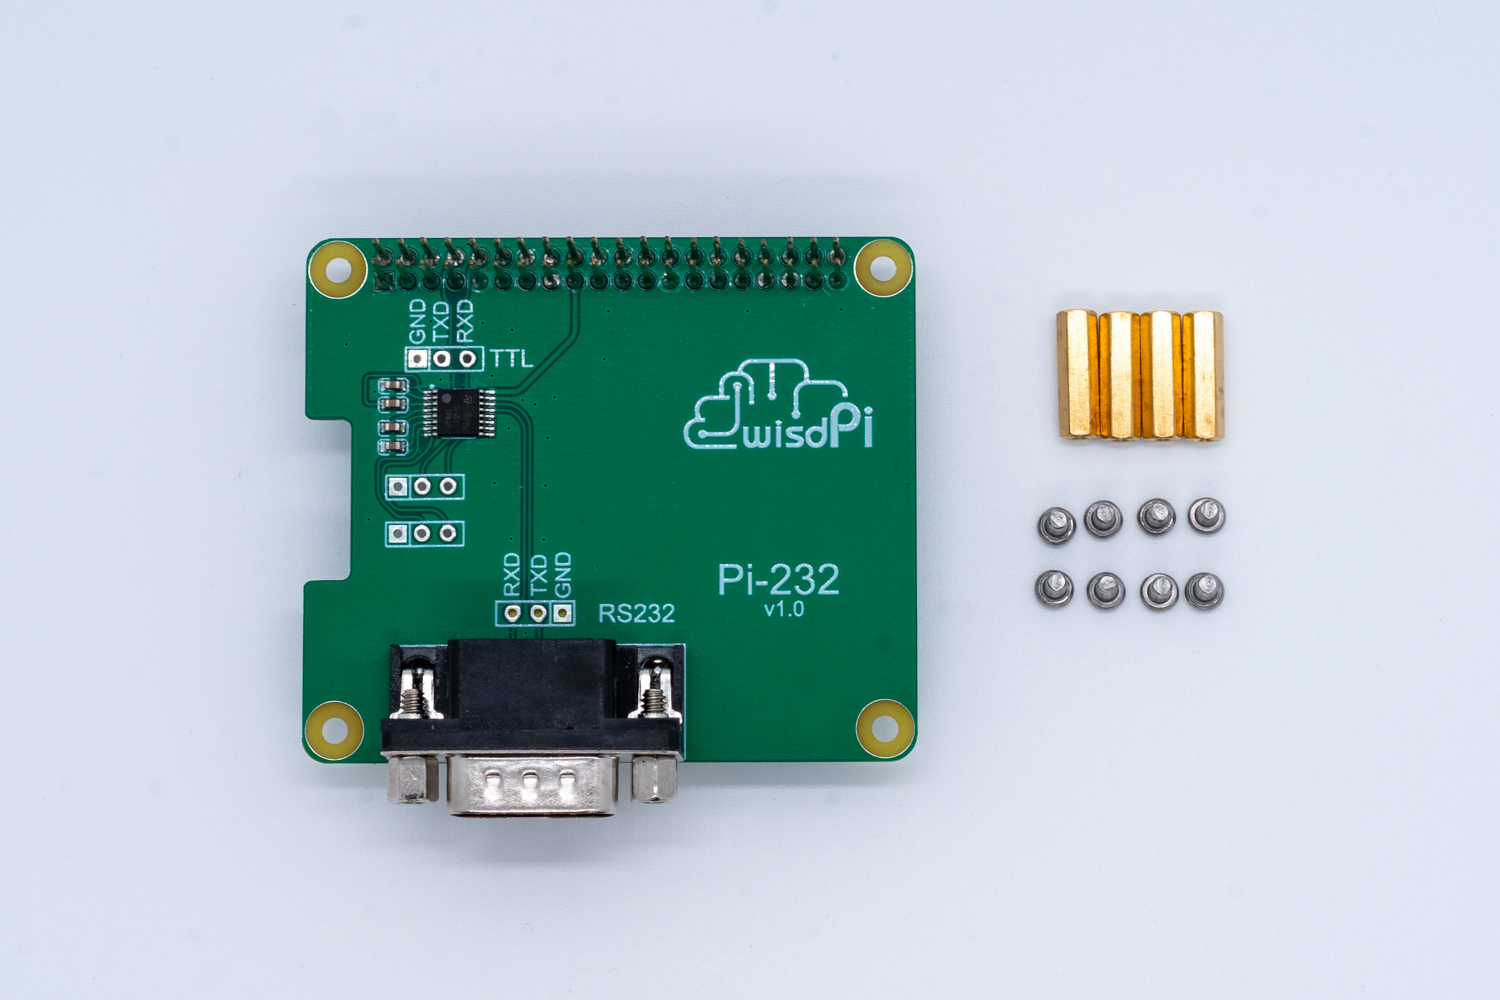 GND
TXD
RXD
TTL
wisdPi
Pi-232
v1.0
RXD
TXD
GND
RS232